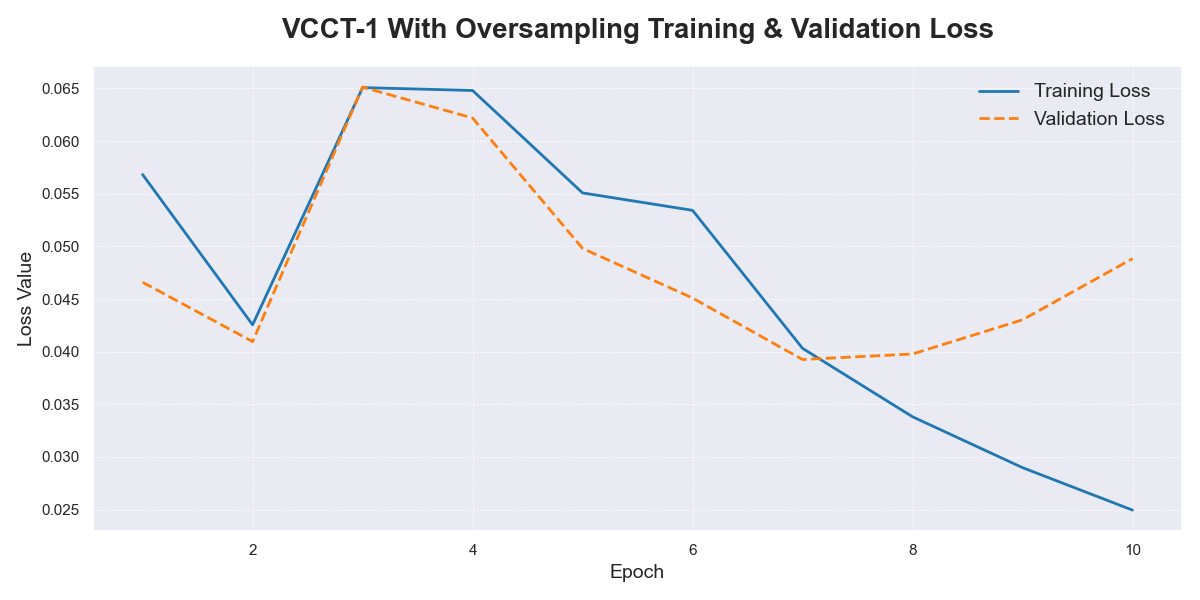 VCCT-1 With Oversampling Training & Validation Loss
Training Loss
Validation Loss
0.065
0.060
0.055
0.050
0.045
0.040
0.035
0.030
0.025
Loss Value
2 4 6 8 10
Epoch